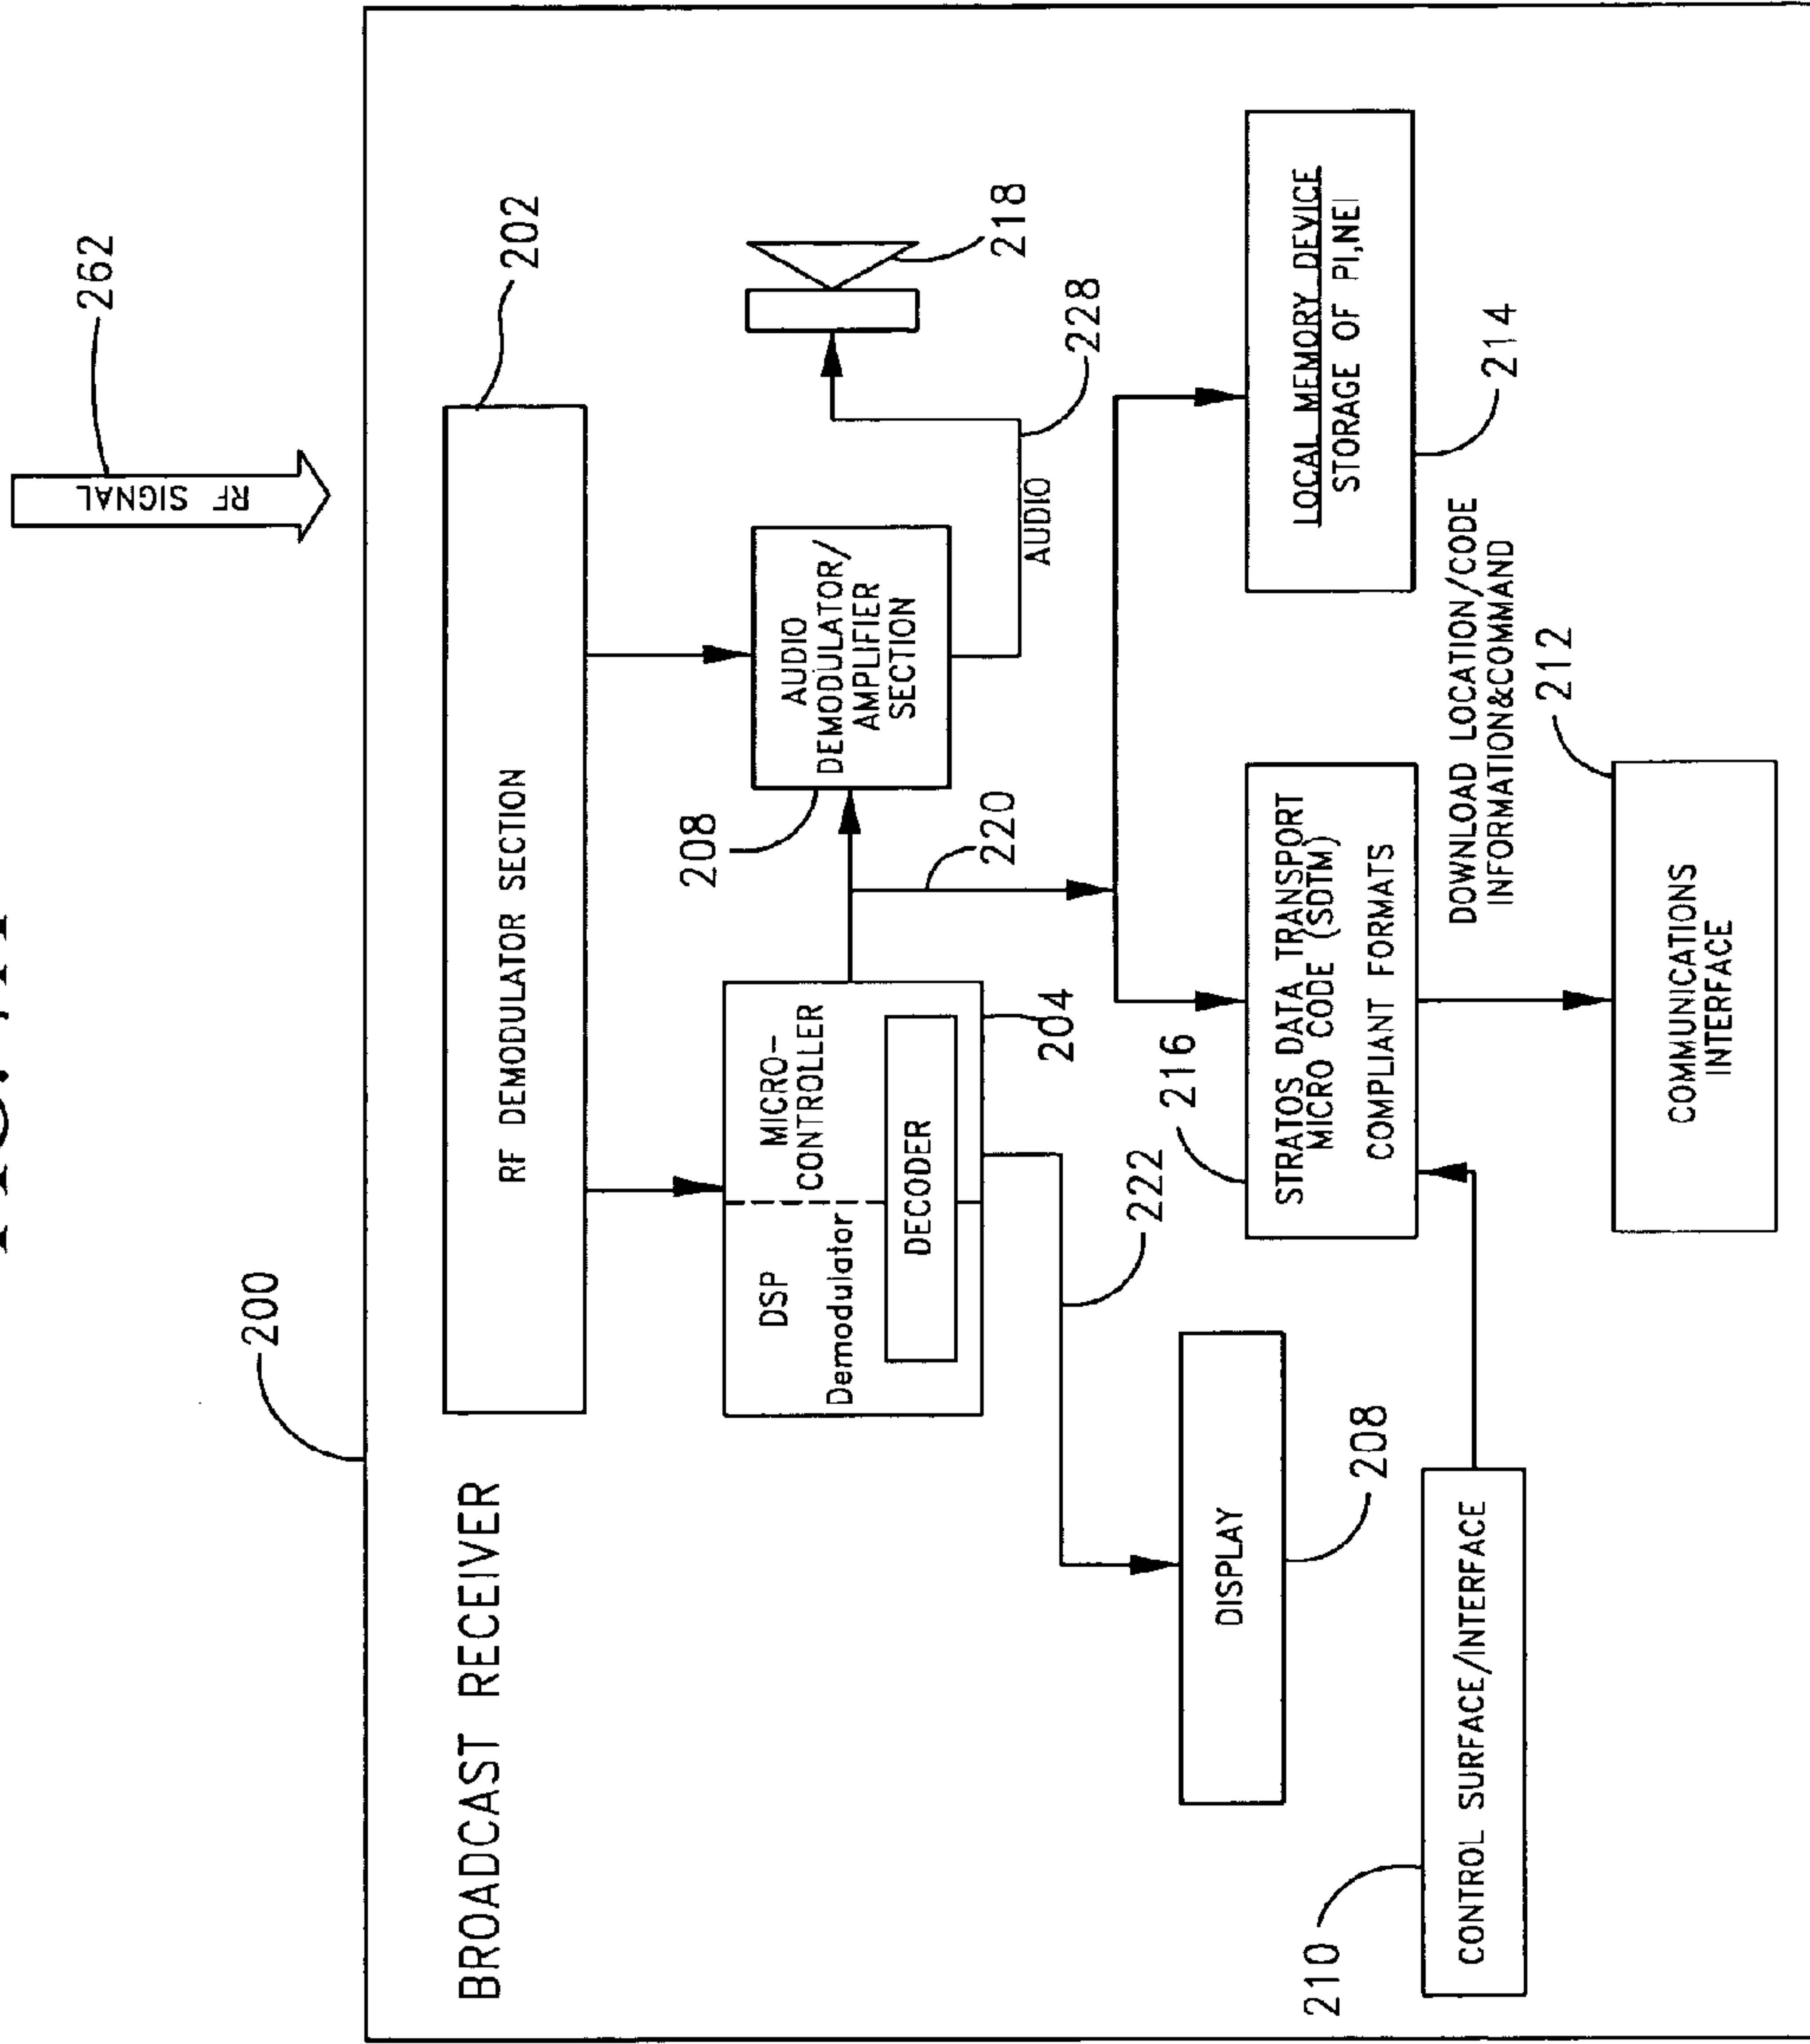 262
RF SIGNAL
200
BROADCAST RECEIVER
202
RF DEMODULATOR SECTION
DSP
Demodulator
MICRO-
CONTROLLER
DECODER
204
208
AUDIO
DEMODULATOR/
AMPLIFIER
SECTION
218
AUDIO
228
220
222
DISPLAY
208
216
STRATOS DATA TRANSPORT
MICRO CODE (SDTM)
COMPLIANT FORMATS
LOCAL MEMORY DEVICE
STORAGE OF PI,NEI
214
DOWNLOAD LOCATION/CODE
INFORMATION&COMMAND
210
CONTROL SURFACE/INTERFACE
212
COMMUNICATIONS
INTERFACE